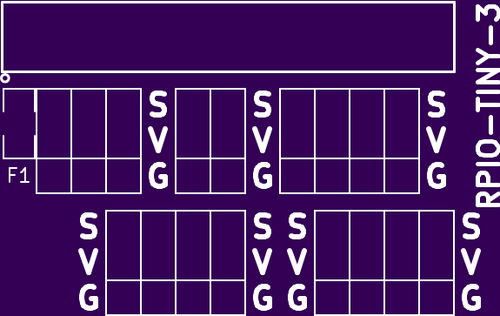 RPIO-TINY-3
S S S
V V V
F1 G G G
S S S S
V V V V
G G G G